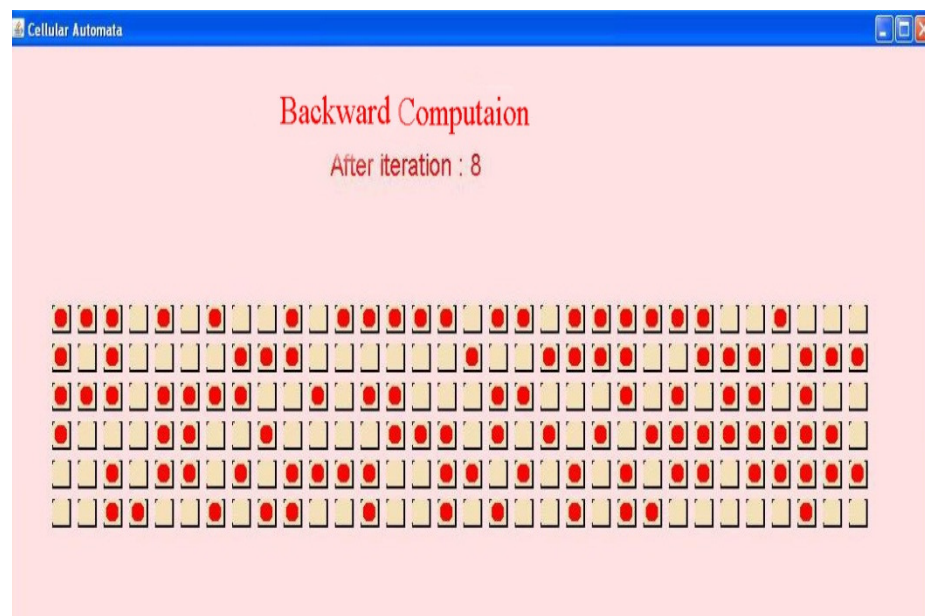 Cellular Automata
Backward Computaion
After iteration : 8